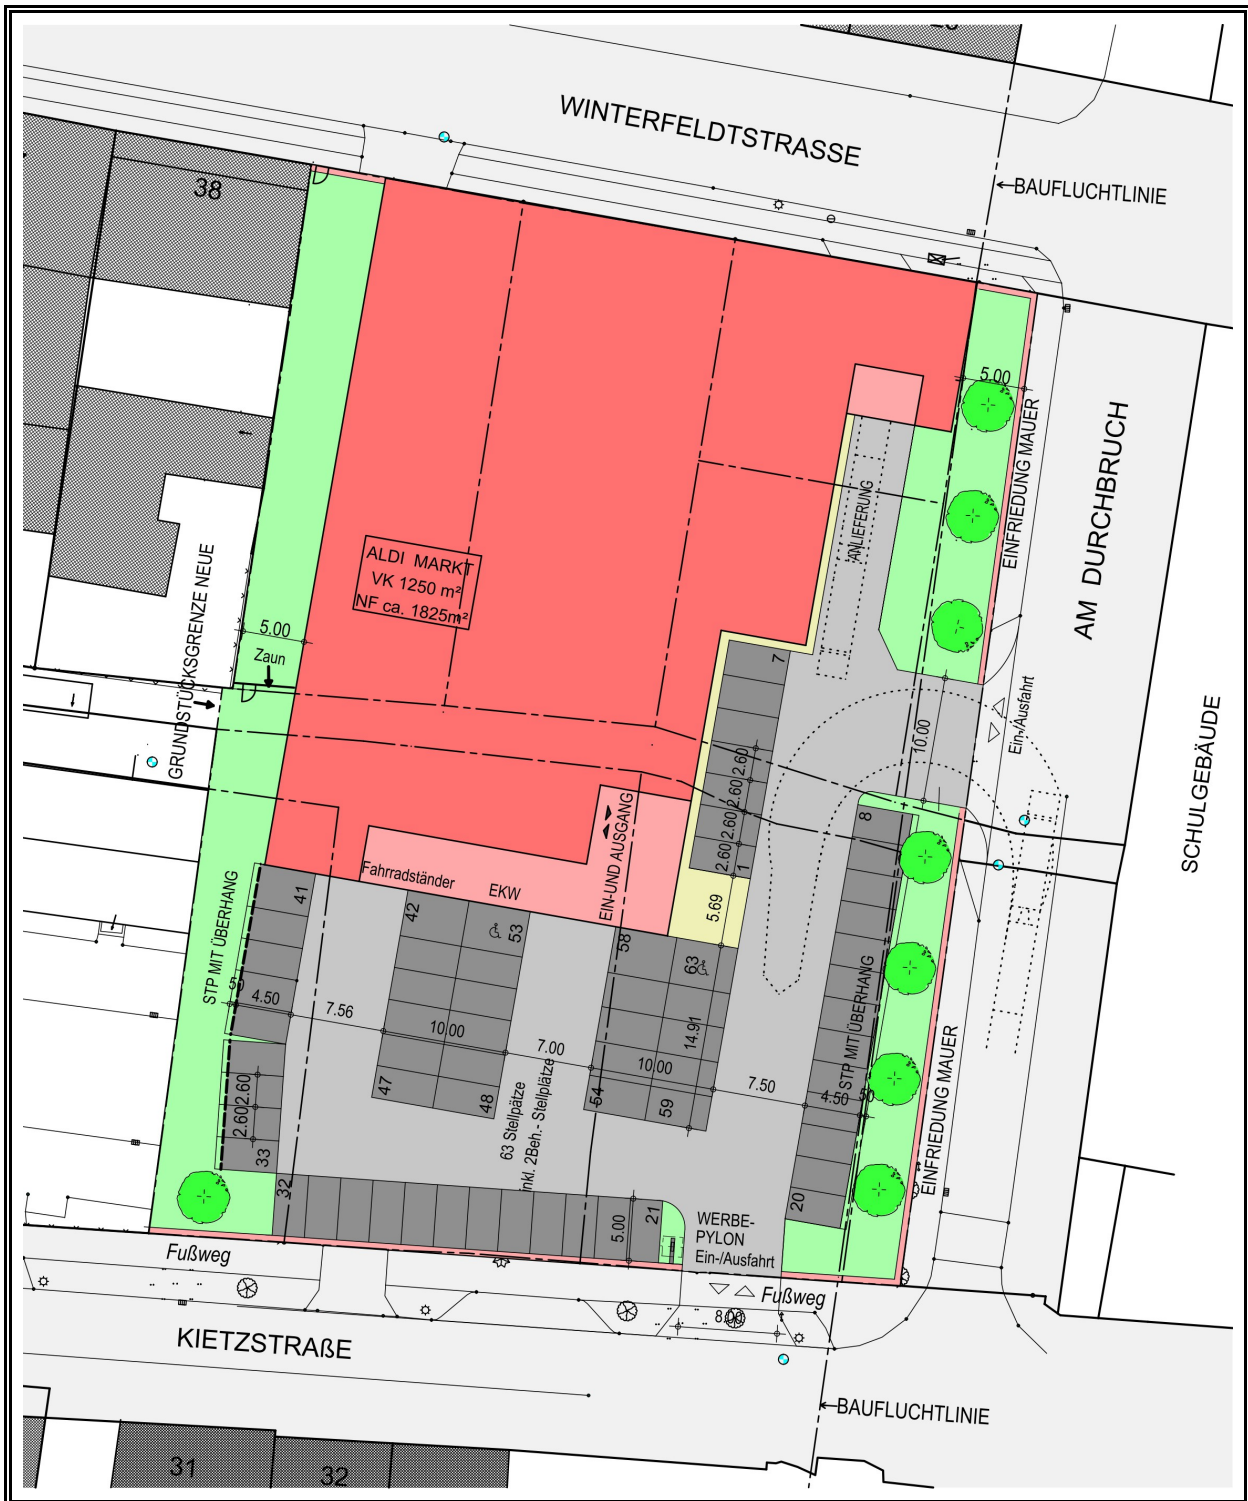 WINTERFELDTSTRASSE
38
BAUFLUCHTLINIE
5.00
EINFRIEDUNG MAUER
AM DURCHBRUCH
ANLIEFERUNG
ALDI MARKT
VK 1250 m²
NF ca. 1825m²
GRUNDSTÜCKSGRENZE NEUE
5.00
Zaun
7
2.60
2.60
2.60
2.60
1
10.00
Ein-/Ausfahrt
SCHULGEBÄUDE
8
EIN-UND AUSGANG
Fahrradständer
EKW
5.69
STP MIT ÜBERHANG
41
42
53
58
63
50
4.50
7.56
10.00
7.00
10.00
14.91
7.50
4.50
50
STP MIT ÜBERHANG
47
48
54
59
2.60
2.60
33
63 Stellpätze
inkl. 2Beh.- Stellplätze
EINFRIEDUNG MAUER
32
21
20
5.00
WERBE-
PYLON
Ein-/Ausfahrt
Fußweg
Fußweg
8.00
KIETZSTRAßE
BAUFLUCHTLINIE
31
32